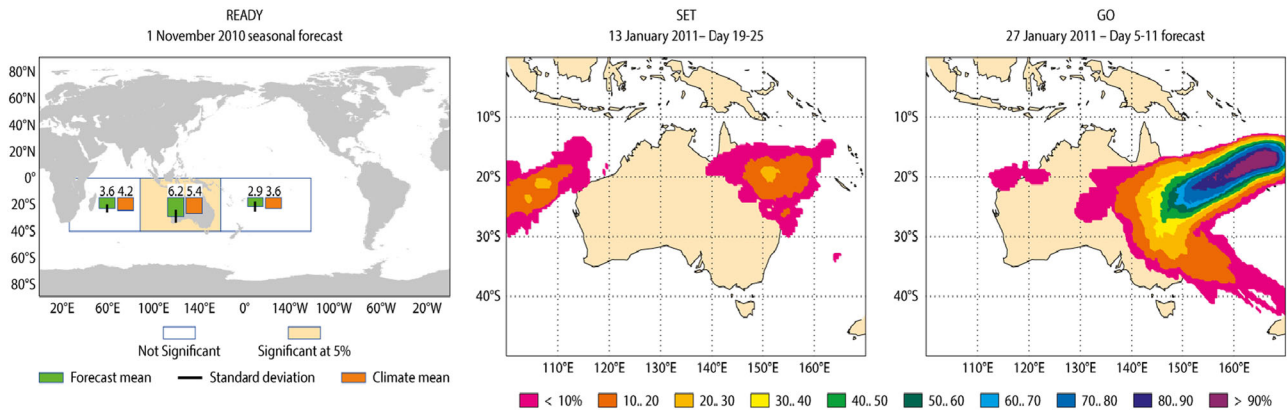 READY
1 November 2010 seasonal forecast
80°N
60°N
40°N
20°N
0°
20°S
40°S
60°S
80°S
3.6 4.2
6.2 5.4
2.9 3.6
20°E 60°E 100°E 140°E 0° 140°W 100°W 60°W 20°W
Not Significant
Significant at 5%
Forecast mean
Standard deviation
Climate mean
SET
13 January 2011– Day 19-25
10°S
20°S
30°S
40°S
110°E 120°E 130°E 140°E 150°E 160°E
GO
27 January 2011 – Day 5-11 forecast
10°S
20°S
30°S
40°S
110°E 120°E 130°E 140°E 150°E 160°E
< 10% 10.. 20 20.. 30 30.. 40 40.. 50 50.. 60 60.. 70 70.. 80 80.. 90 > 90%